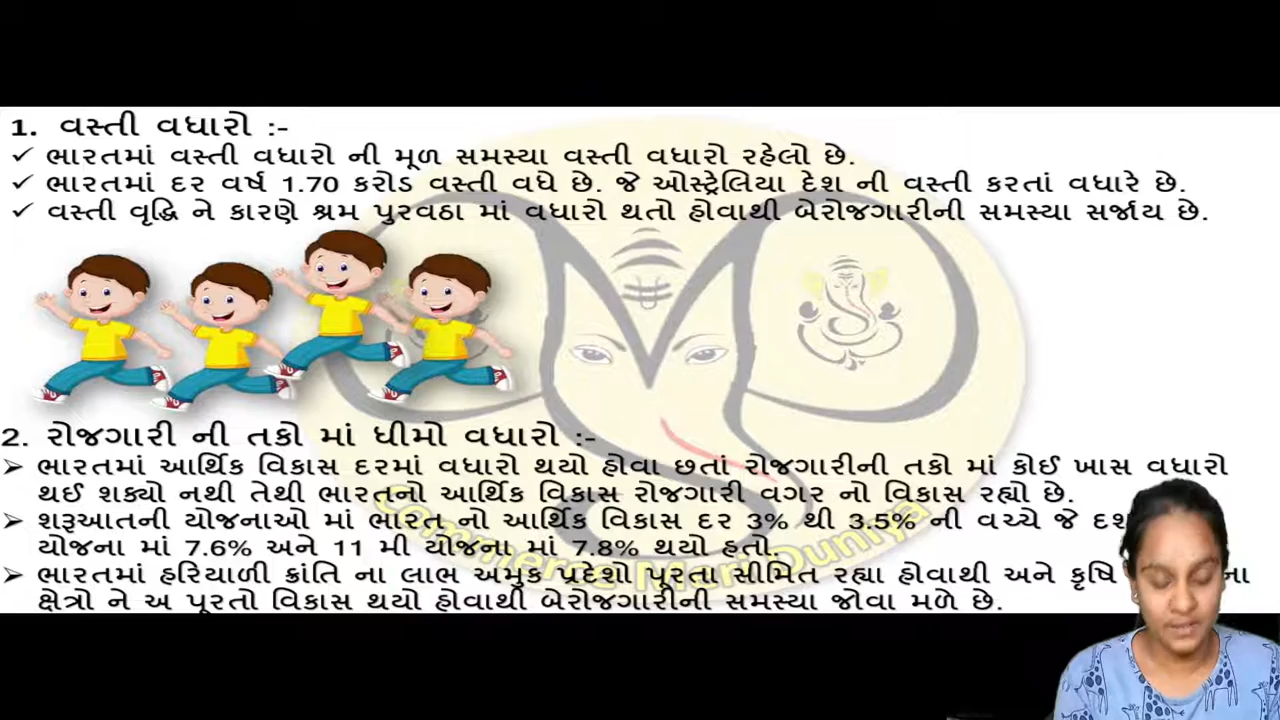 1. વસ્તી વધારો :-
✓ ભારતમાં વસ્તી વધારો ની મૂળ સમસ્યા વસ્તી વધારો રહેલો છે.
✓ ભારતમાં દર વર્ષ 1.70 કરોડ વસ્તી વધે છે. જે ઓસ્ટ્રેલિયા દેશ ની વસ્તી કરતાં વધારે છે.
✓ વસ્તી વૃદ્ધિ ને કારણે શ્રમ પુરવઠા માં વધારો થતો હોવાથી બેરોજગારીની સમસ્યા સર્જાય છે.
2. રોજગારી ની તકો માં ધીમો વધારો :-
➢ ભારતમાં આર્થિક વિકાસ દરમાં વધારો થયો હોવા છતાં રોજગારીની તકો માં કોઈ ખાસ વધારો
થઈ શક્યો નથી તેથી ભારતનો આર્થિક વિકાસ રોજગારી વગર નો વિકાસ રહ્યો છે.
➢ શરૂઆતની યોજનાઓ માં ભારત નો આર્થિક વિકાસ દર 3% થી 3.5% ની વચ્ચે જે
યોજના માં 7.6% અને 11 મી યોજના માં 7.8% થયો હતો.
➢ ભારતમાં હરિયાળી ક્રાંતિ ના લાભ અમુક પ્રદેશો પૂરતા સીમિત રહ્યા હોવાથી અને કૃષિ
ક્ષેત્રો ને અ પૂરતો વિકાસ થયો હોવાથી બેરોજગારીની સમસ્યા જોવા મળે છે.
Commerce Mari Duniya